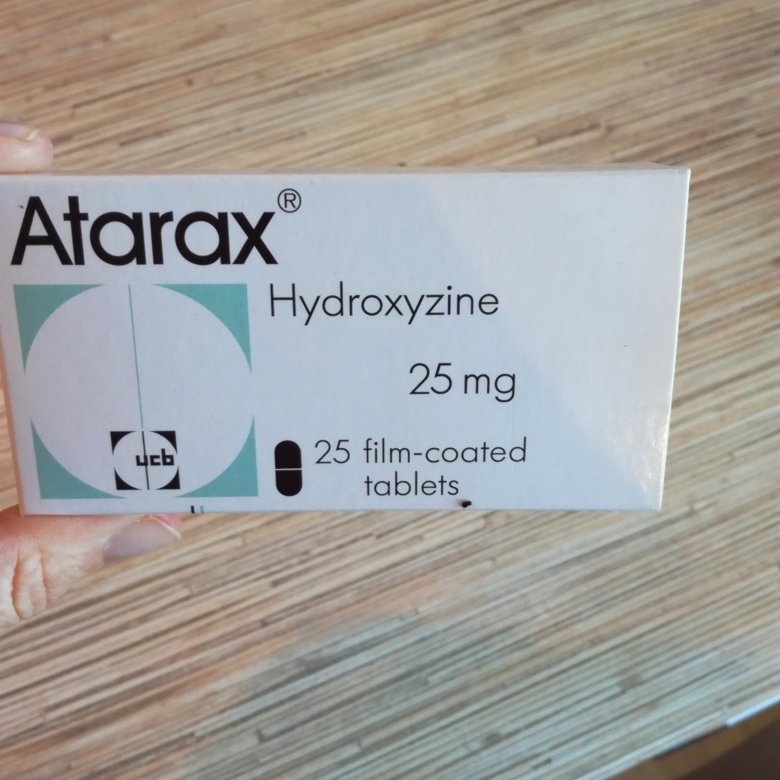 Atarax®
Hydroxyzine
25 mg
ucb
25 film-coated
tablets